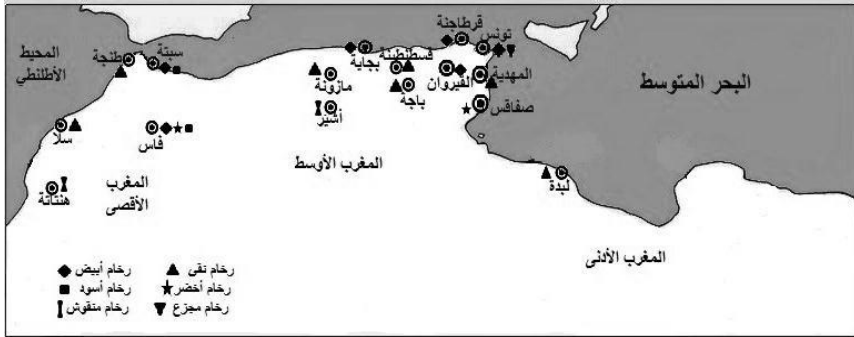 المحيط
الأطلنطي
طنجة
سبتة
بجاية
قسنطينة
قرطاجنة
تونس
مازونة
القيروان
المهدية
البحر المتوسط
باجة
أشير
صفاقس
سلا
فاس
المغرب الأوسط
لبدة
هنتاتة
المغرب
الأقصى
المغرب الأدنى
رخام نقى
رخام أبيض
رخام أخضر
رخام أسود
رخام مجزع
رخام منقوش